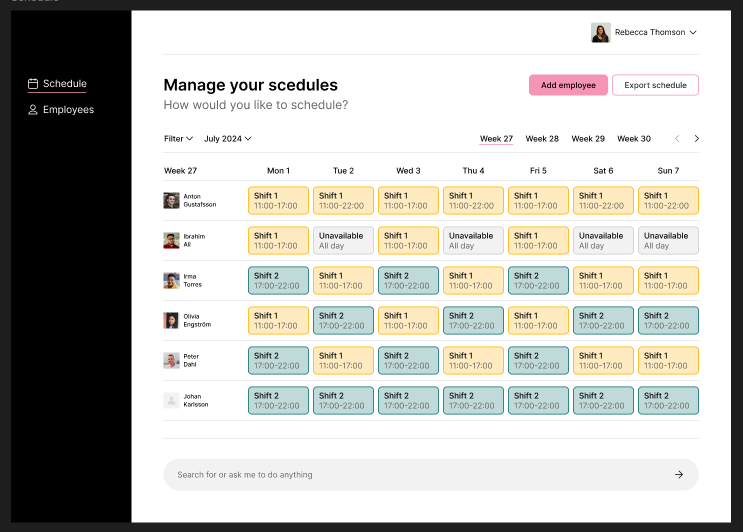 Schedule
Rebecca Thomson
Schedule
Employees
Manage your scedules
How would you like to schedule?
Add employee
Export schedule
Filter
July 2024
Week 27 Week 28 Week 29 Week 30
Week 27 Mon 1 Tue 2 Wed 3 Thu 4 Fri 5 Sat 6 Sun 7
Anton
Gustafsson
Shift 1 Shift 1 Shift 1 Shift 1 Shift 1 Shift 1 Shift 1
11:00-17:00 11:00-22:00 11:00-17:00 11:00-22:00 11:00-17:00 11:00-22:00 11:00-22:00
Ibrahim
Ali
Shift 1 Unavailable Shift 1 Unavailable Shift 1 Unavailable Unavailable
11:00-17:00 All day 11:00-17:00 All day 11:00-17:00 All day All day
Irma
Torres
Shift 2 Shift 1 Shift 2 Shift 1 Shift 2 Shift 1 Shift 1
17:00-22:00 11:00-17:00 17:00-22:00 11:00-17:00 17:00-22:00 11:00-17:00 11:00-17:00
Olivia
Engström
Shift 1 Shift 2 Shift 1 Shift 2 Shift 1 Shift 2 Shift 2
11:00-17:00 17:00-22:00 11:00-17:00 17:00-22:00 11:00-17:00 17:00-22:00 17:00-22:00
Peter
Dahl
Shift 2 Shift 1 Shift 2 Shift 1 Shift 2 Shift 1 Shift 1
17:00-22:00 11:00-17:00 17:00-22:00 11:00-17:00 17:00-22:00 11:00-17:00 11:00-17:00
Johan
Karlsson
Shift 2 Shift 2 Shift 2 Shift 2 Shift 2 Shift 2 Shift 2
17:00-22:00 17:00-22:00 17:00-22:00 17:00-22:00 17:00-22:00 17:00-22:00 17:00-22:00
Search for or ask me to do anything